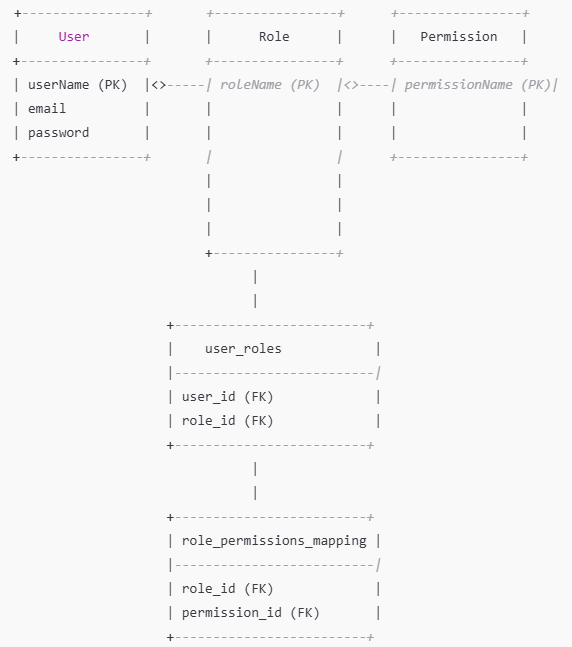 +----------------+       +----------------+      +----------------+
|     User       |       |      Role      |      |   Permission   |
+----------------+       +----------------+      +----------------+
| userName (PK)  |<>-----| roleName (PK)  |<>----| permissionName (PK)|
| email          |       |                |      |                |
| password       |       |                |      |                |
+----------------+       |                |      +----------------+
                         |                |
                         |                |
                         |                |
                         +----------------+
                               |
                               |
                    +-------------------------+
                    |    user_roles            |
                    |--------------------------|
                    | user_id (FK)             |
                    | role_id (FK)             |
                    +-------------------------+
                               |
                               |
                    +-------------------------+
                    | role_permissions_mapping |
                    |--------------------------|
                    | role_id (FK)             |
                    | permission_id (FK)       |
                    +-------------------------+